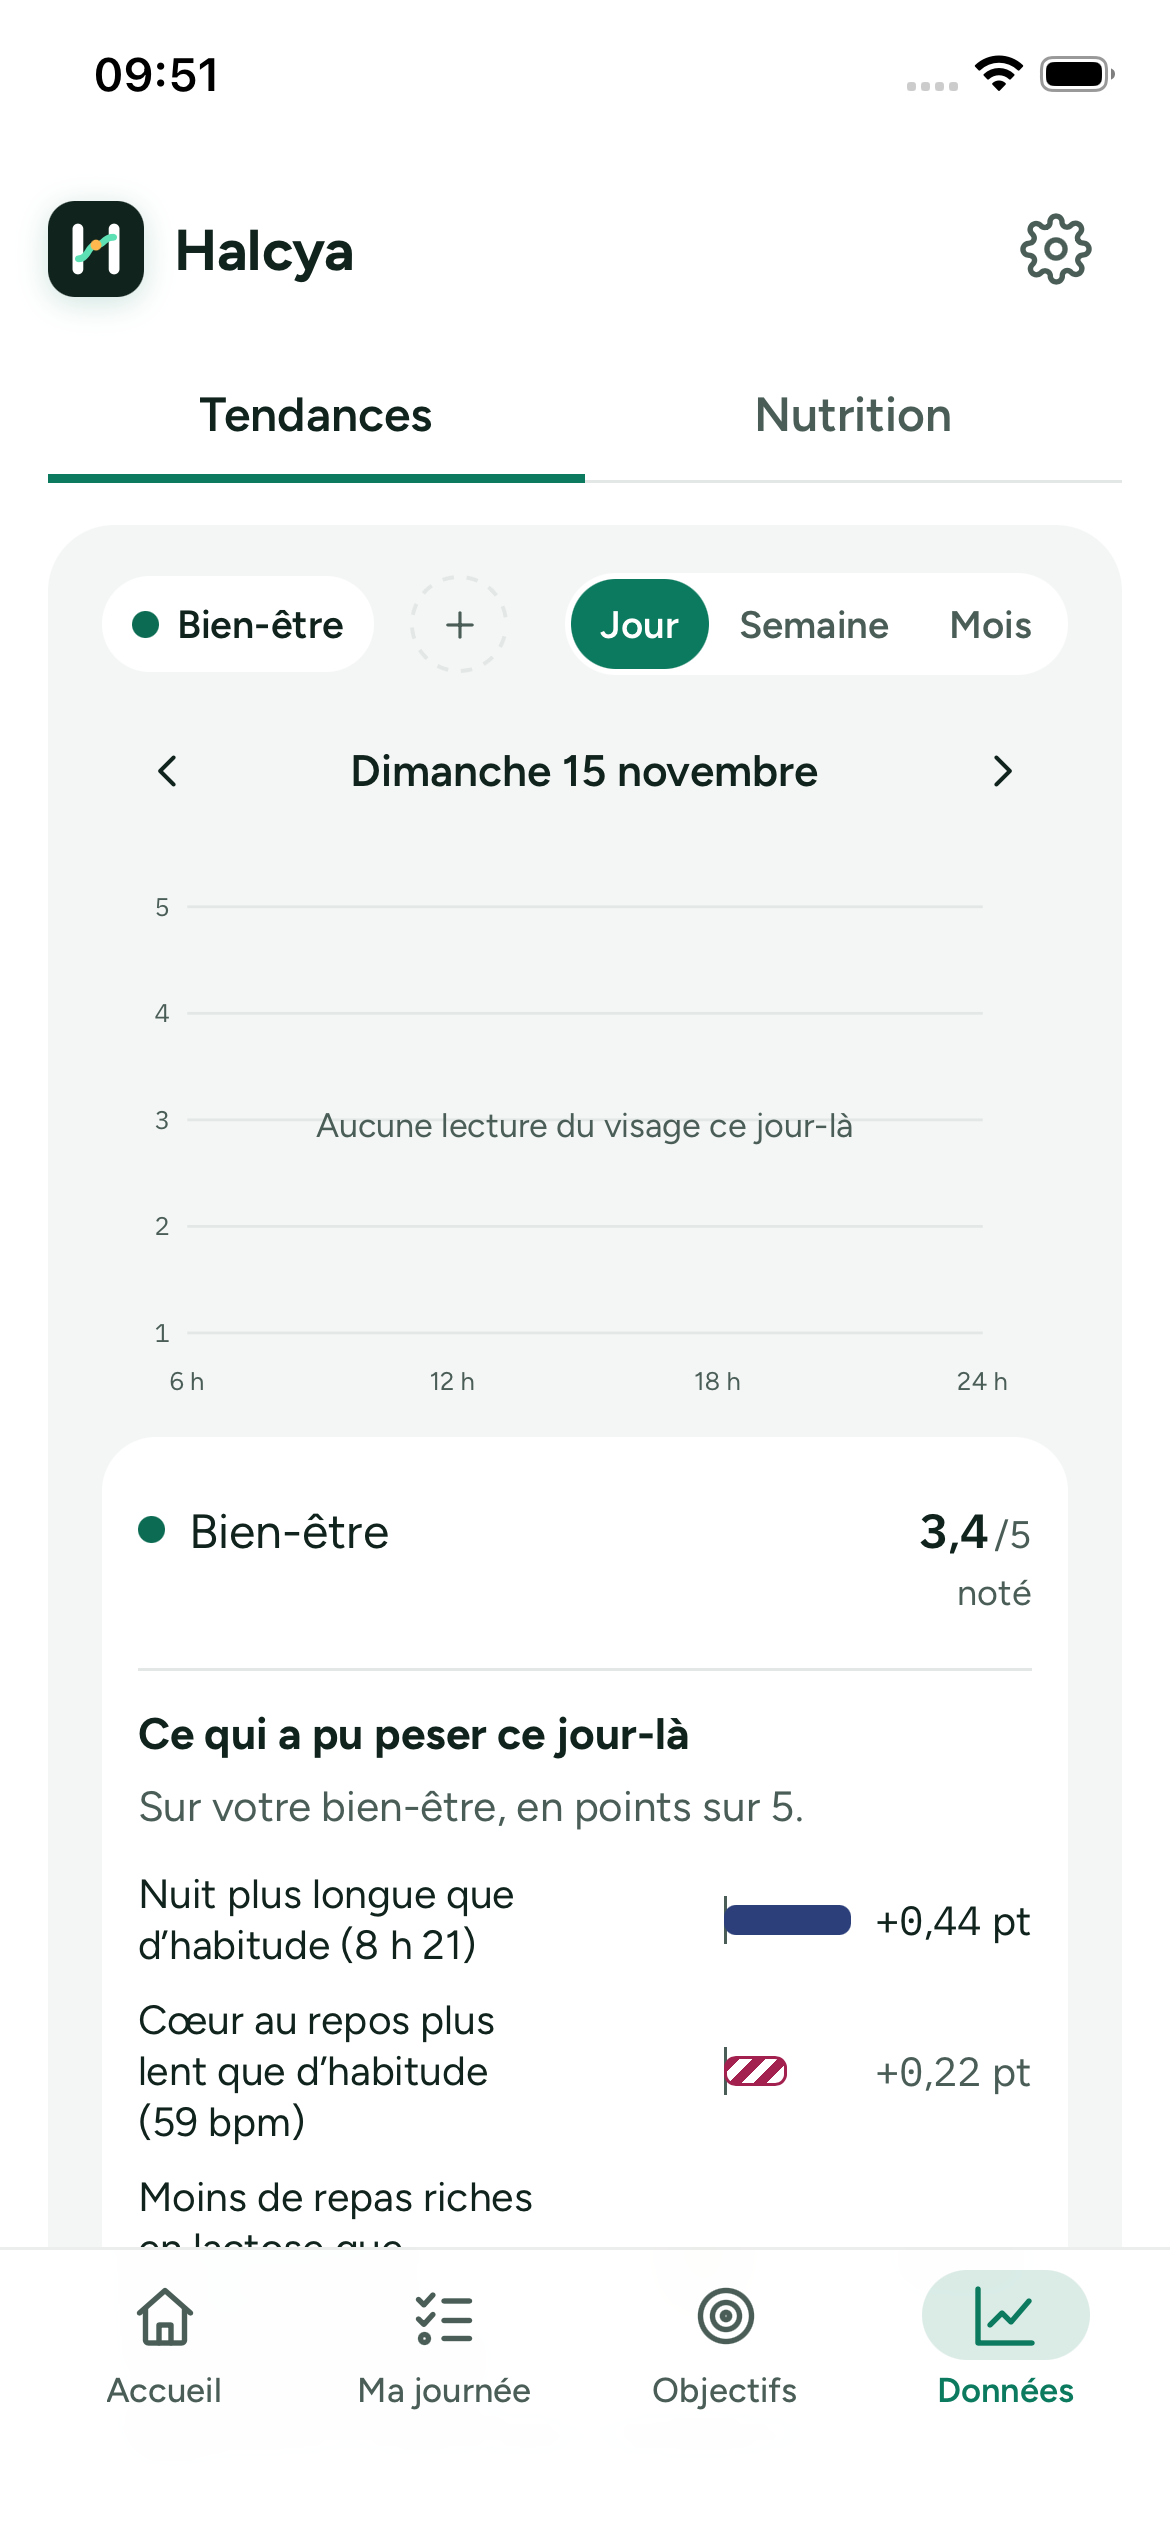 09:51
Halcya
Tendances
Nutrition
Bien-être
+
Jour
Semaine
Mois
Dimanche 15 novembre
5
4
3
Aucune lecture du visage ce jour-là
2
1
6 h
12 h
18 h
24 h
Bien-être
3,4 /5
noté
Ce qui a pu peser ce jour-là
Sur votre bien-être, en points sur 5.
Nuit plus longue que
d’habitude (8 h 21)
+0,44 pt
Cœur au repos plus
lent que d’habitude
(59 bpm)
+0,22 pt
Moins de repas riches
en lactose que
Accueil
Ma journée
Objectifs
Données